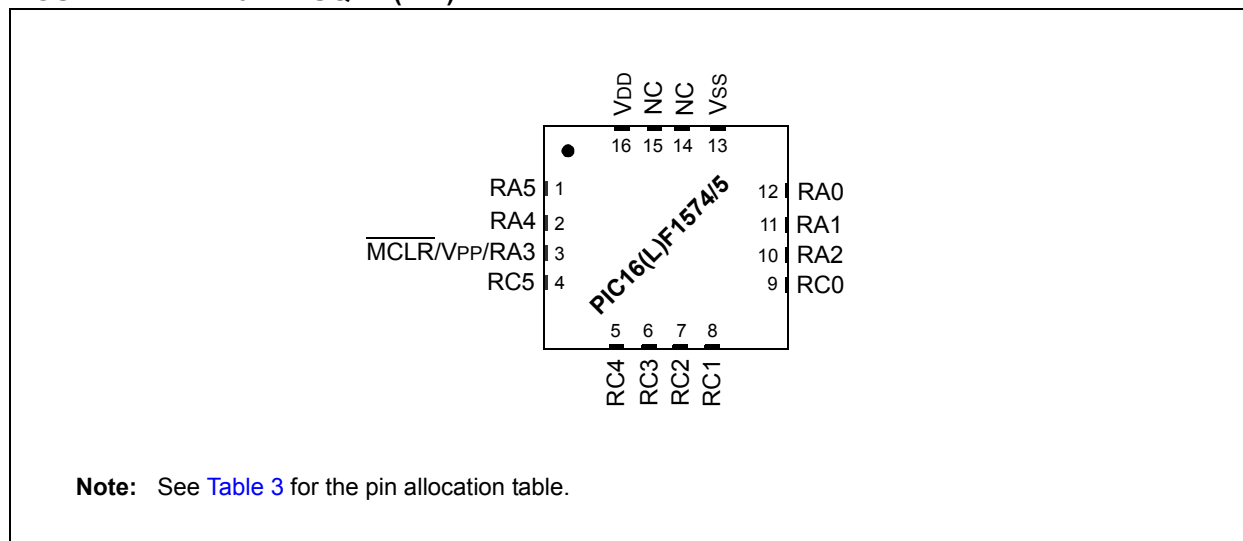 VDD
NC
NC
VSS
16 15 14 13
RA5 1
RA4 2
MCLR/VPP/RA3 3
RC5 4
12 RA0
11 RA1
10 RA2
9 RC0
PIC16(L)F1574/5
5 6 7 8
RC4
RC3
RC2
RC1
Note: See Table 3 for the pin allocation table.